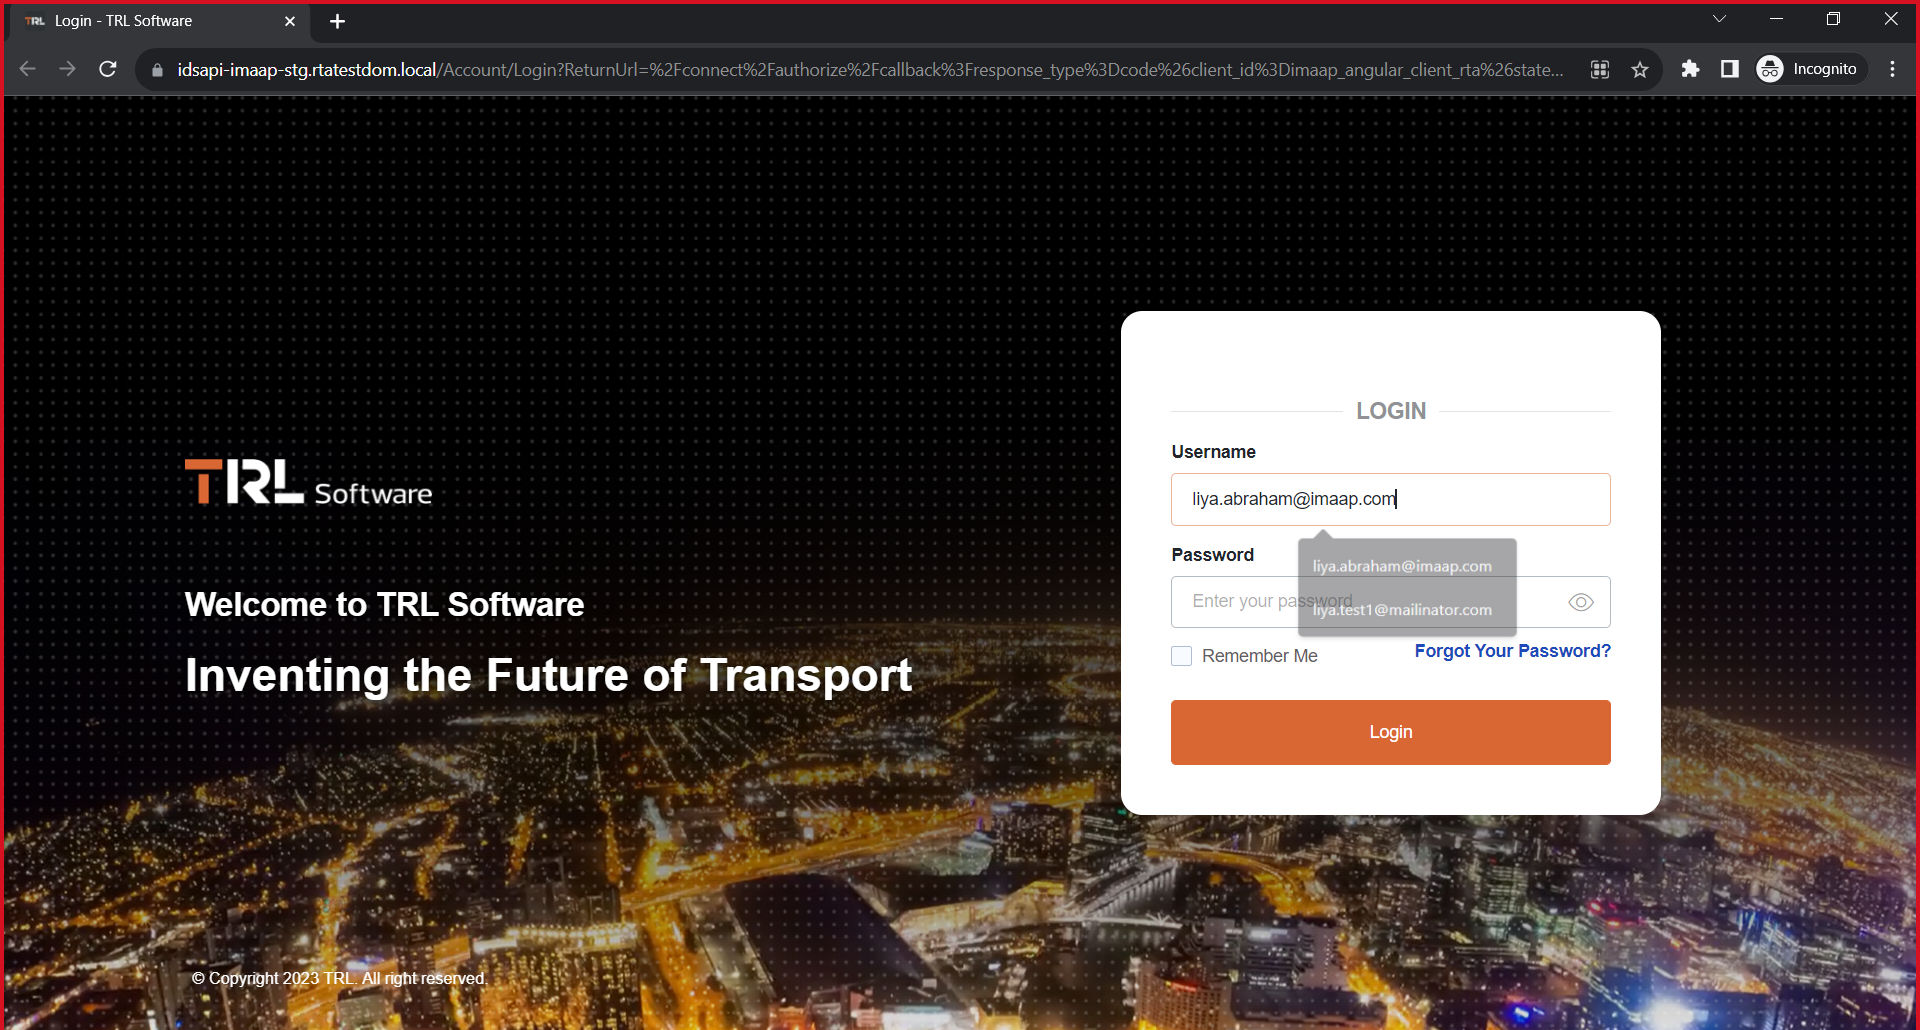 Login - TRL Software
idsapi-imaap-stg.rtatestdom.local/Account/Login?ReturnUrl=%2Fconnect%2Fauthorize%2Fcallback%3Fresponse_type%3Dcode%26client_id%3Dimaap_angular_client_rta%26state...
Incognito
LOGIN
Username
liya.abraham@imaap.com
Password
liya.abraham@imaap.com
Enter your password
liya.test1@mailinator.com
Remember Me
Forgot Your Password?
Login
TRL Software
Welcome to TRL Software
Inventing the Future of Transport
© Copyright 2023 TRL. All right reserved.